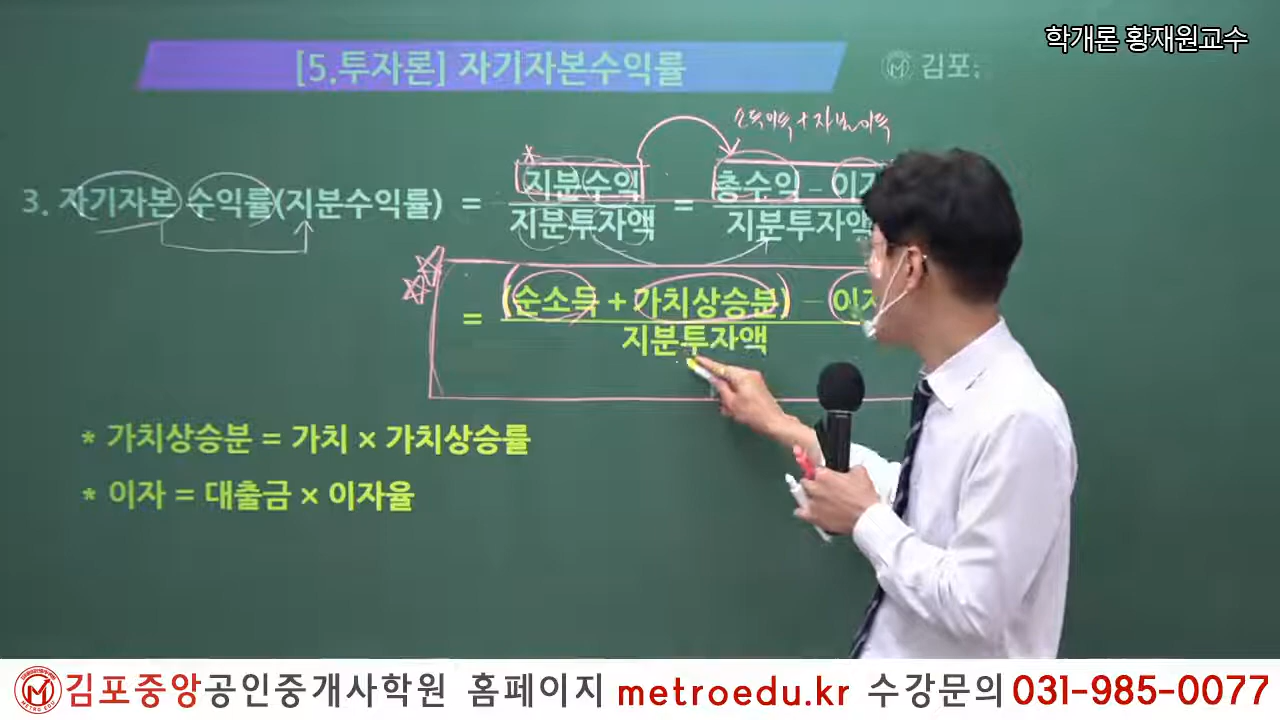 학개론 황재원교수
[5.투자론] 자기자본수익률
김포
소득이득 + 자본이득
3. 자기자본 수익률(지분수익률) = 지분수익 / 지분투자액 = 총수익 - 이자 / 지분투자액
= (순소득 + 가치상승분) - 이자 / 지분투자액
* 가치상승분 = 가치 × 가치상승률
* 이자 = 대출금 × 이자율
METRO EDU
김포중앙공인중개사학원 홈페이지 metroedu.kr 수강문의 031-985-0077